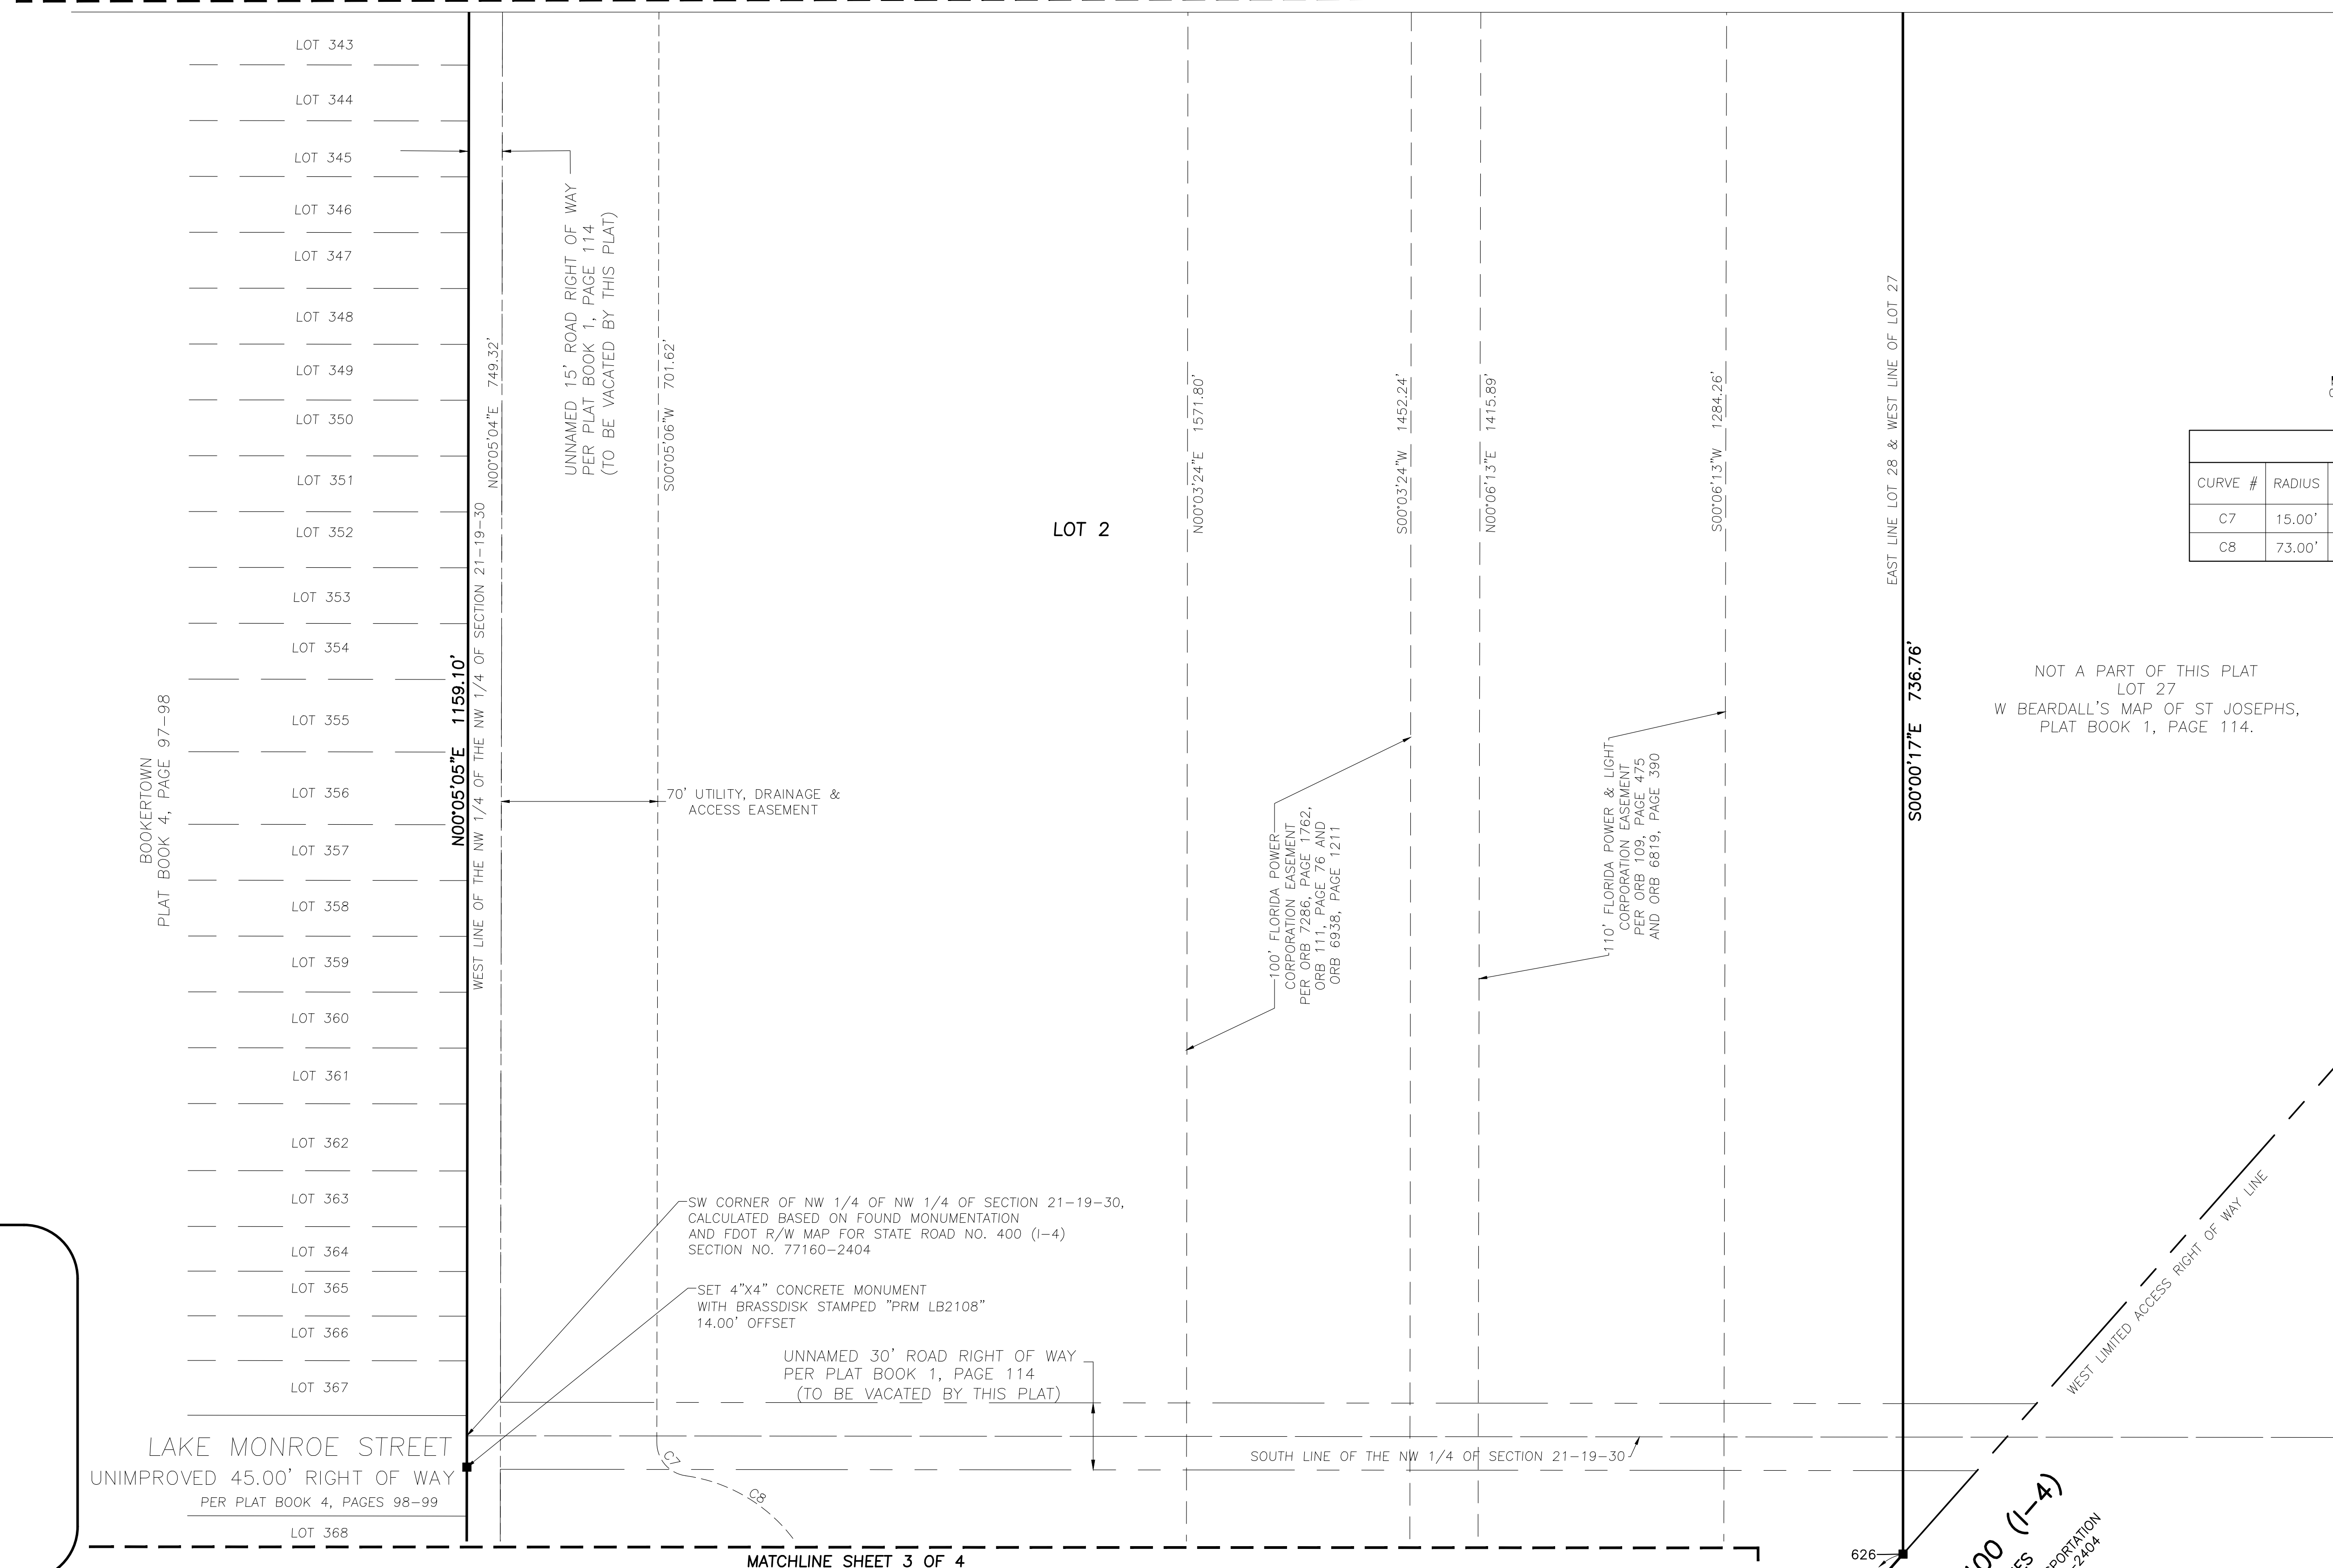 LOT 343
LOT 344
LOT 345
LOT 346
LOT 347
LOT 348
LOT 349
LOT 350
LOT 351
LOT 352
LOT 353
LOT 354
LOT 355
LOT 356
LOT 357
LOT 358
LOT 359
LOT 360
LOT 361
LOT 362
LOT 363
LOT 364
LOT 365
LOT 366
LOT 367
LAKE MONROE STREET
UNIMPROVED 45.00' RIGHT OF WAY
PER PLAT BOOK 4, PAGES 98-99
LOT 368
BOOKERTOWN
PLAT BOOK 4, PAGE 97-98
N00°05'05"E 1159.10'
WEST LINE OF THE NW 1/4 OF THE NW 1/4 OF SECTION 21-19-30
N00°05'04"E 749.32'
UNNAMED 15' ROAD RIGHT OF WAY
PER PLAT BOOK 1, PAGE 114
(TO BE VACATED BY THIS PLAT)
S00°05'06"W 701.62'
70' UTILITY, DRAINAGE &
ACCESS EASEMENT
LOT 2
N00°03'24"E 1571.80'
100' FLORIDA POWER
CORPORATION EASEMENT
PER ORB 7286, PAGE 1762,
ORB 111, PAGE 76 AND
ORB 6938, PAGE 1211
S00°03'24"W 1452.24'
N00°06'13"E 1415.89'
110' FLORIDA POWER & LIGHT
CORPORATION EASEMENT
PER ORB 109, PAGE 475
AND ORB 6819, PAGE 390
S00°06'13"W 1284.26'
EAST LINE LOT 28 & WEST LINE OF LOT 27
S00°00'17"E 736.76'
CURVE # RADIUS
C7 15.00'
C8 73.00'
NOT A PART OF THIS PLAT
LOT 27
W BEARDALL'S MAP OF ST JOSEPHS,
PLAT BOOK 1, PAGE 114.
SW CORNER OF NW 1/4 OF NW 1/4 OF SECTION 21-19-30,
CALCULATED BASED ON FOUND MONUMENTATION
AND FDOT R/W MAP FOR STATE ROAD NO. 400 (I-4)
SECTION NO. 77160-2404
SET 4"X4" CONCRETE MONUMENT
WITH BRASSDISK STAMPED "PRM LB2108"
14.00' OFFSET
UNNAMED 30' ROAD RIGHT OF WAY
PER PLAT BOOK 1, PAGE 114
(TO BE VACATED BY THIS PLAT)
SOUTH LINE OF THE NW 1/4 OF SECTION 21-19-30
C7
C8
WEST LIMITED ACCESS RIGHT OF WAY LINE
400 (I-4)
626
MATCHLINE SHEET 3 OF 4